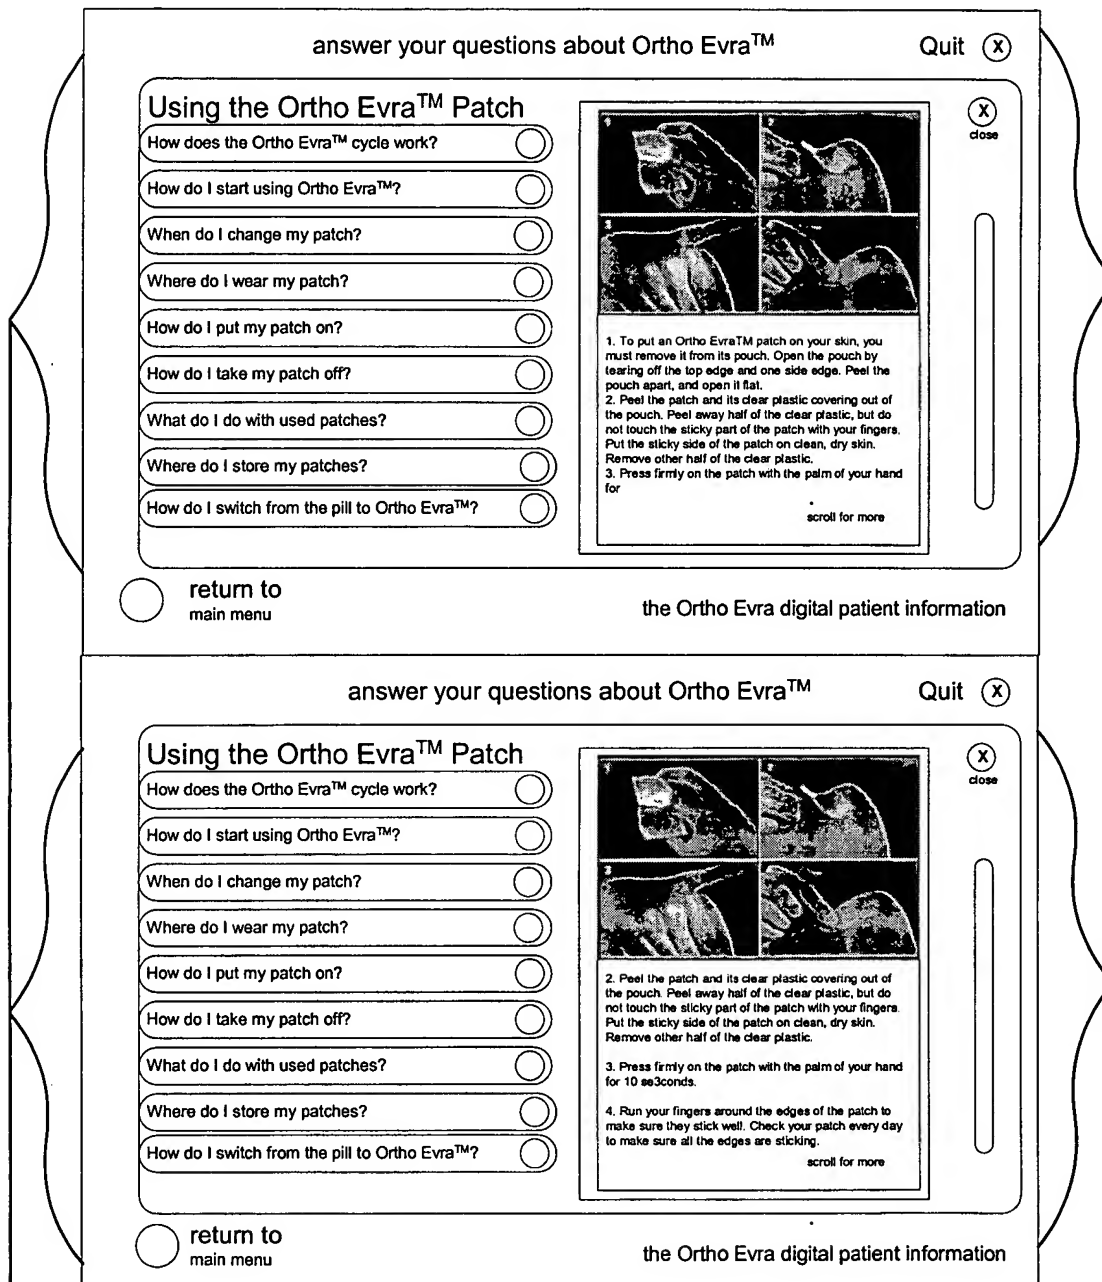 answer your questions about Ortho Evra™
Quit X
Using the Ortho Evra™ Patch
X
close
How does the Ortho Evra™ cycle work?
How do I start using Ortho Evra™?
When do I change my patch?
Where do I wear my patch?
How do I put my patch on?
How do I take my patch off?
What do I do with used patches?
Where do I store my patches?
How do I switch from the pill to Ortho Evra™?
1
2
3
1. To put an Ortho EvraTM patch on your skin, you
must remove it from its pouch. Open the pouch by
tearing off the top edge and one side edge. Peel the
pouch apart, and open it flat.
2. Peel the patch and its clear plastic covering out of
the pouch. Peel away half of the clear plastic, but do
not touch the sticky part of the patch with your fingers.
Put the sticky side of the patch on clean, dry skin.
Remove other half of the clear plastic.
3. Press firmly on the patch with the palm of your hand
for
scroll for more
return to
main menu
the Ortho Evra digital patient information
answer your questions about Ortho Evra™
Quit X
Using the Ortho Evra™ Patch
X
close
How does the Ortho Evra™ cycle work?
How do I start using Ortho Evra™?
When do I change my patch?
Where do I wear my patch?
How do I put my patch on?
How do I take my patch off?
What do I do with used patches?
Where do I store my patches?
How do I switch from the pill to Ortho Evra™?
1
2
3
2. Peel the patch and its clear plastic covering out of
the pouch. Peel away half of the clear plastic, but do
not touch the sticky part of the patch with your fingers.
Put the sticky side of the patch on clean, dry skin.
Remove other half of the clear plastic.
3. Press firmly on the patch with the palm of your hand
for 10 se3conds.
4. Run your fingers around the edges of the patch to
make sure they stick well. Check your patch every day
to make sure all the edges are sticking.
scroll for more
return to
main menu
the Ortho Evra digital patient information